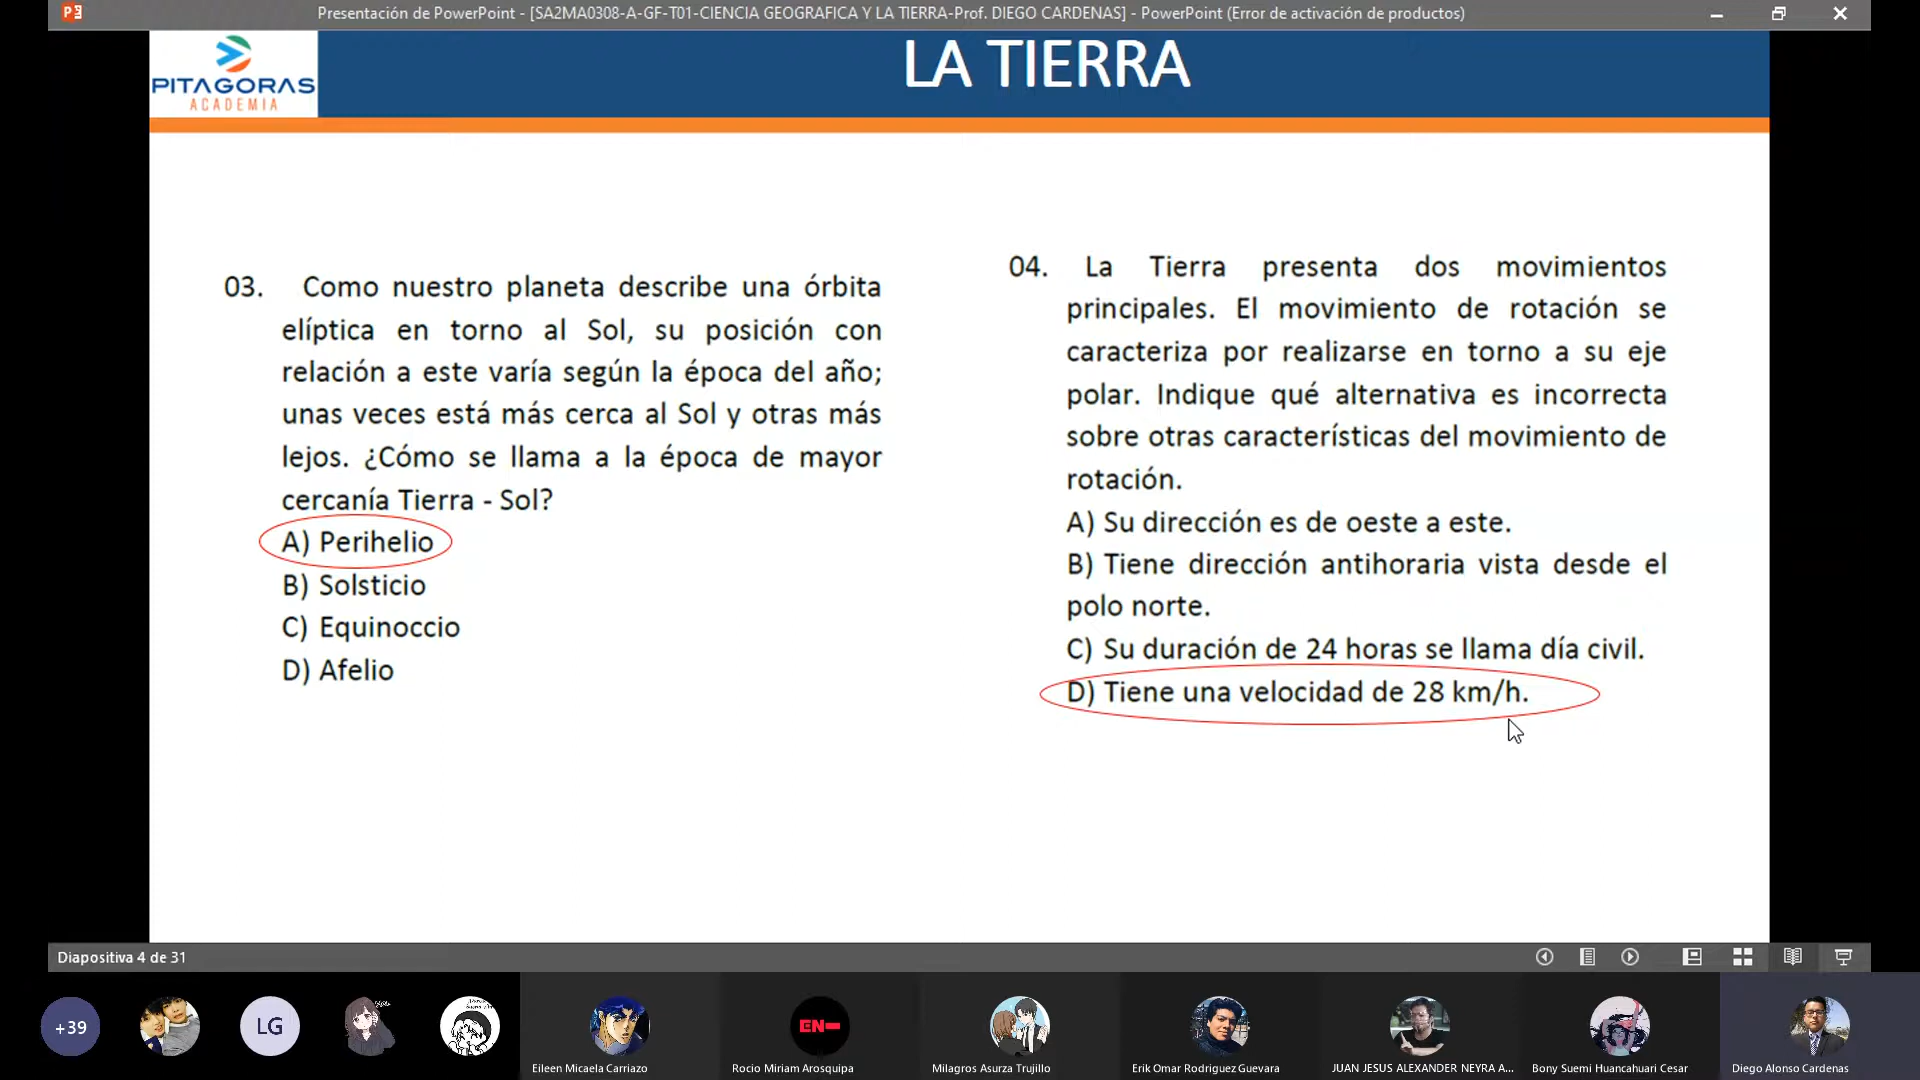 Presentación de PowerPoint - [SA2MA0308-A-GF-T01-CIENCIA GEOGRAFICA Y LA TIERRA-Prof. DIEGO CARDENAS] - PowerPoint (Error de activación de productos)
PITAGORAS
ACADEMIA
LA TIERRA
03. Como nuestro planeta describe una órbita
elíptica en torno al Sol, su posición con
relación a este varía según la época del año;
unas veces está más cerca al Sol y otras más
lejos. ¿Cómo se llama a la época de mayor
cercanía Tierra - Sol?
A) Perihelio
B) Solsticio
C) Equinoccio
D) Afelio
04. La Tierra presenta dos movimientos
principales. El movimiento de rotación se
caracteriza por realizarse en torno a su eje
polar. Indique qué alternativa es incorrecta
sobre otras características del movimiento de
rotación.
A) Su dirección es de oeste a este.
B) Tiene dirección antihoraria vista desde el
polo norte.
C) Su duración de 24 horas se llama día civil.
D) Tiene una velocidad de 28 km/h.
Diapositiva 4 de 31
+39
LG
EN
Eileen Micaela Carriazo
Rocio Miriam Arosquipa
Milagros Asurza Trujillo
Erik Omar Rodriguez Guevara
JUAN JESUS ALEXANDER NEYRA A...
Bony Suemi Huancahuari Cesar
Diego Alonso Cardenas